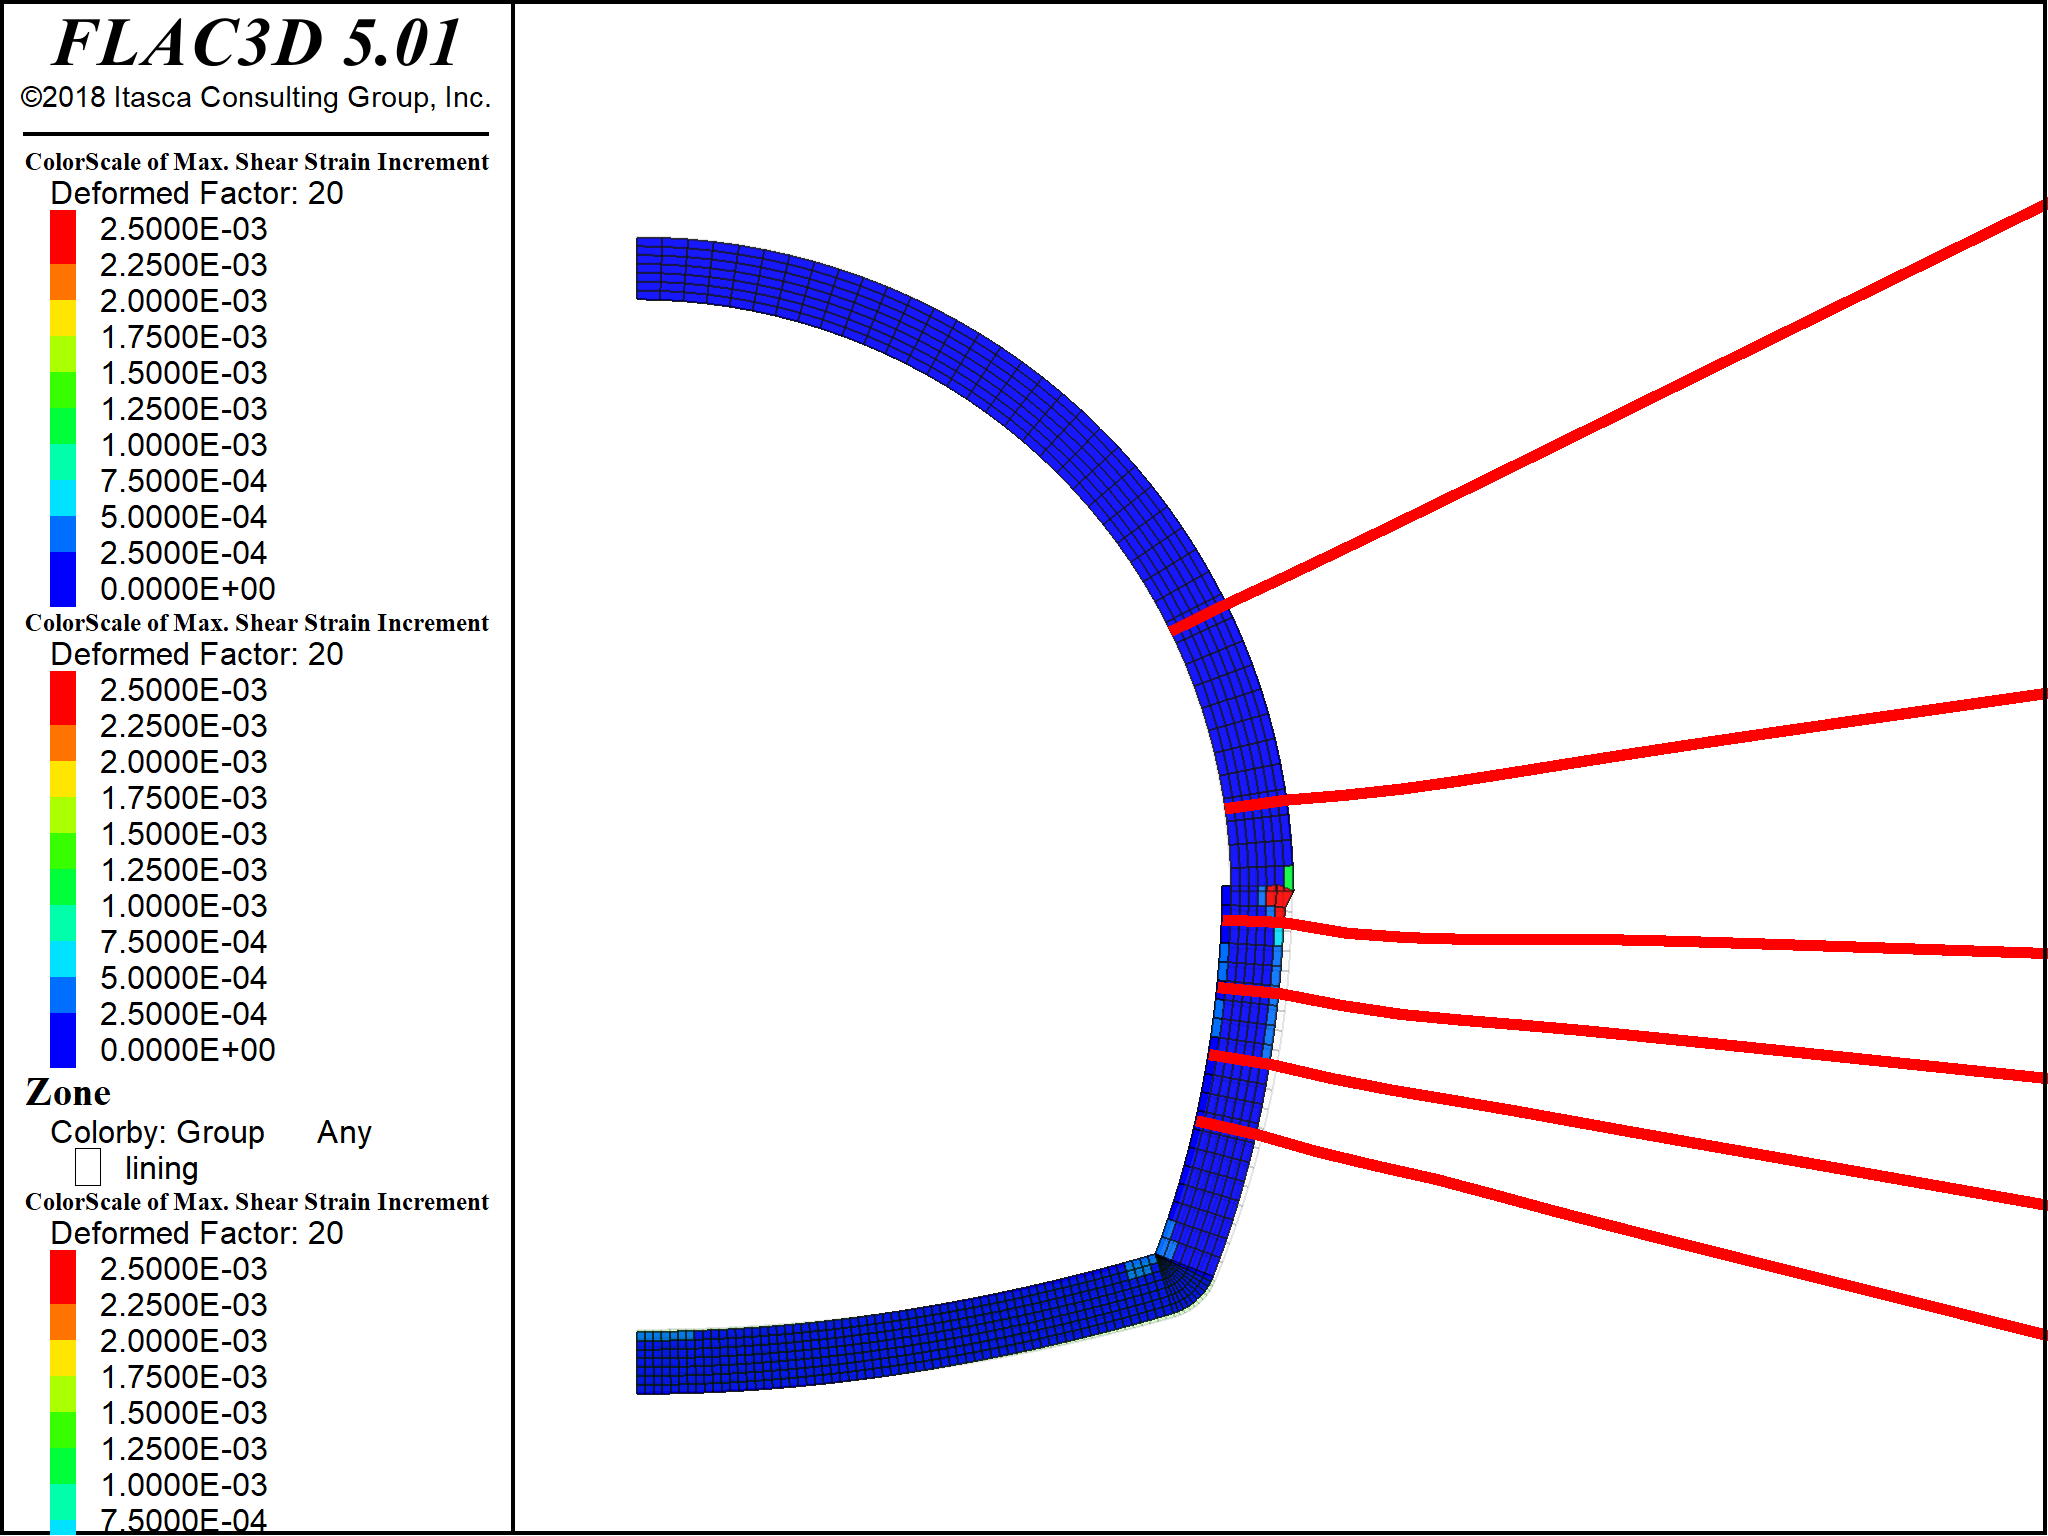 FLAC3D 5.01
©2018 Itasca Consulting Group, Inc.
ColorScale of Max. Shear Strain Increment
Deformed Factor: 20
2.5000E-03
2.2500E-03
2.0000E-03
1.7500E-03
1.5000E-03
1.2500E-03
1.0000E-03
7.5000E-04
5.0000E-04
2.5000E-04
0.0000E+00
ColorScale of Max. Shear Strain Increment
Deformed Factor: 20
2.5000E-03
2.2500E-03
2.0000E-03
1.7500E-03
1.5000E-03
1.2500E-03
1.0000E-03
7.5000E-04
5.0000E-04
2.5000E-04
0.0000E+00
Zone
Colorby: Group Any
lining
ColorScale of Max. Shear Strain Increment
Deformed Factor: 20
2.5000E-03
2.2500E-03
2.0000E-03
1.7500E-03
1.5000E-03
1.2500E-03
1.0000E-03
7.5000E-04